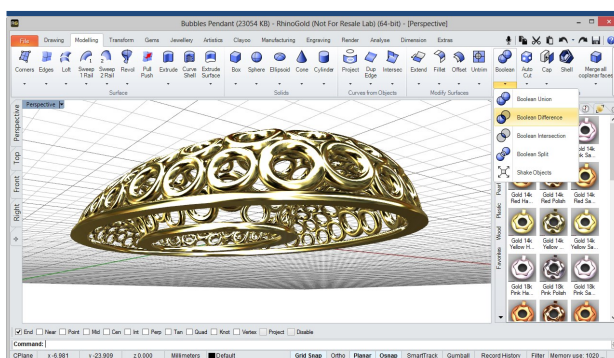 Bubbles Pendant (23054 KB) - RhinoGold (Not For Resale Lab) (64-bit) - [Perspective]
File Drawing Modelling Transform Gems Jewellery Artistics Clayoo Manufacturing Engraving Render Analyse Dimension Extras
Corners Edges Loft Sweep 1 Rail Sweep 2 Rail Revol Pull Push Extrude Curve Shell Extrude Surface Box Sphere Ellipsoid Cone Cylinder Project Dup Edge Intersec Extend Fillet Offset Untrim Boolean Auto Cut Cap Shell Merge all coplanar faces
Surface Solids Curves from Objects Modify Surfaces
Perspective
Perspective
Top
Front
Right
Boolean Union
Boolean Difference
Boolean Intersection
Boolean Split
Shake Objects
Pearl
Plastic
Wood
Favorites
old 14k
nk Sa...
Gold 14k Red Ha...
Gold 14k Red Polish
Gold 14k Red Sa...
Gold 14k Yellow H...
Gold 14k Yellow ...
Gold 14k Yellow ...
Gold 18k Pink Ha...
Gold 18k Pink Polish
Gold 18k Pink Sa...
End Near Point Mid Cen Int Perp Tan Quad Knot Vertex Project Disable
Command:
CPlane x -6.981 y -23.909 z 0.000 Millimeters Default Grid Snap Ortho Planar Osnap SmartTrack Gumball Record History Filter Memory use: 1020...